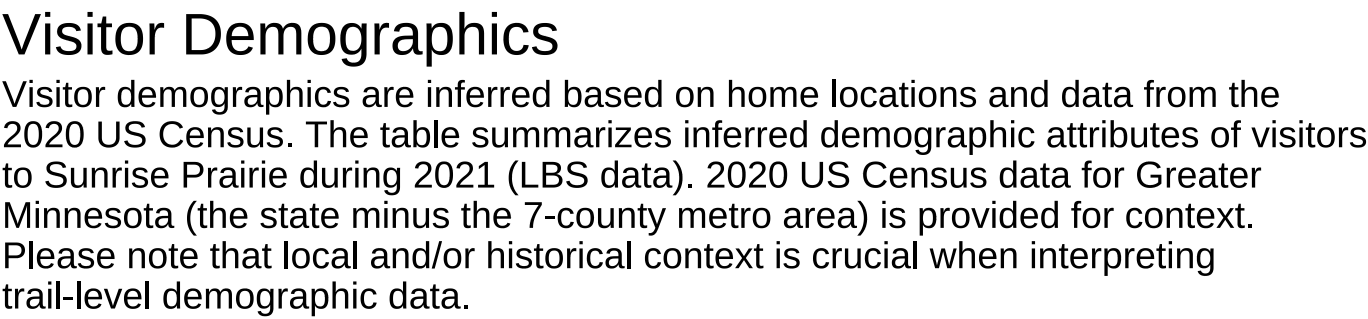 Visitor Demographics
Visitor demographics are inferred based on home locations and data from the
2020 US Census. The table summarizes inferred demographic attributes of visitors
to Sunrise Prairie during 2021 (LBS data). 2020 US Census data for Greater
Minnesota (the state minus the 7-county metro area) is provided for context.
Please note that local and/or historical context is crucial when interpreting
trail-level demographic data.